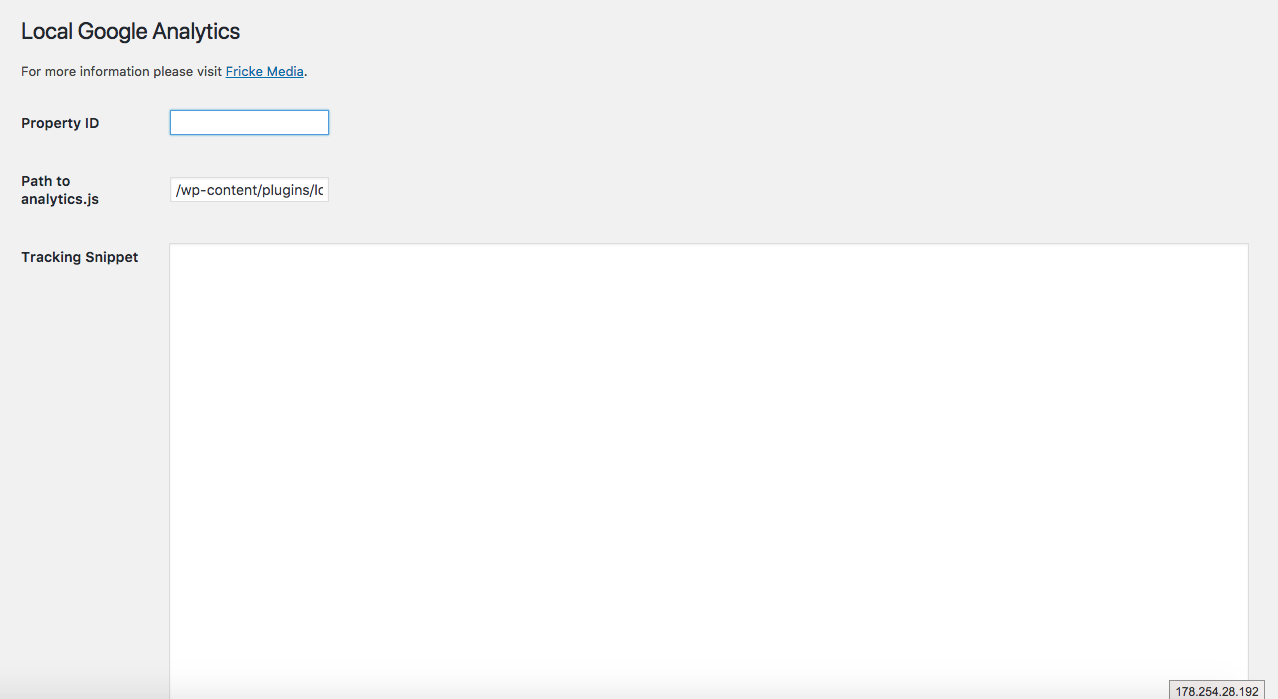 Local Google Analytics
For more information please visit Fricke Media.
Property ID
Path to
analytics.js
/wp-content/plugins/lo
Tracking Snippet
178.254.28.192